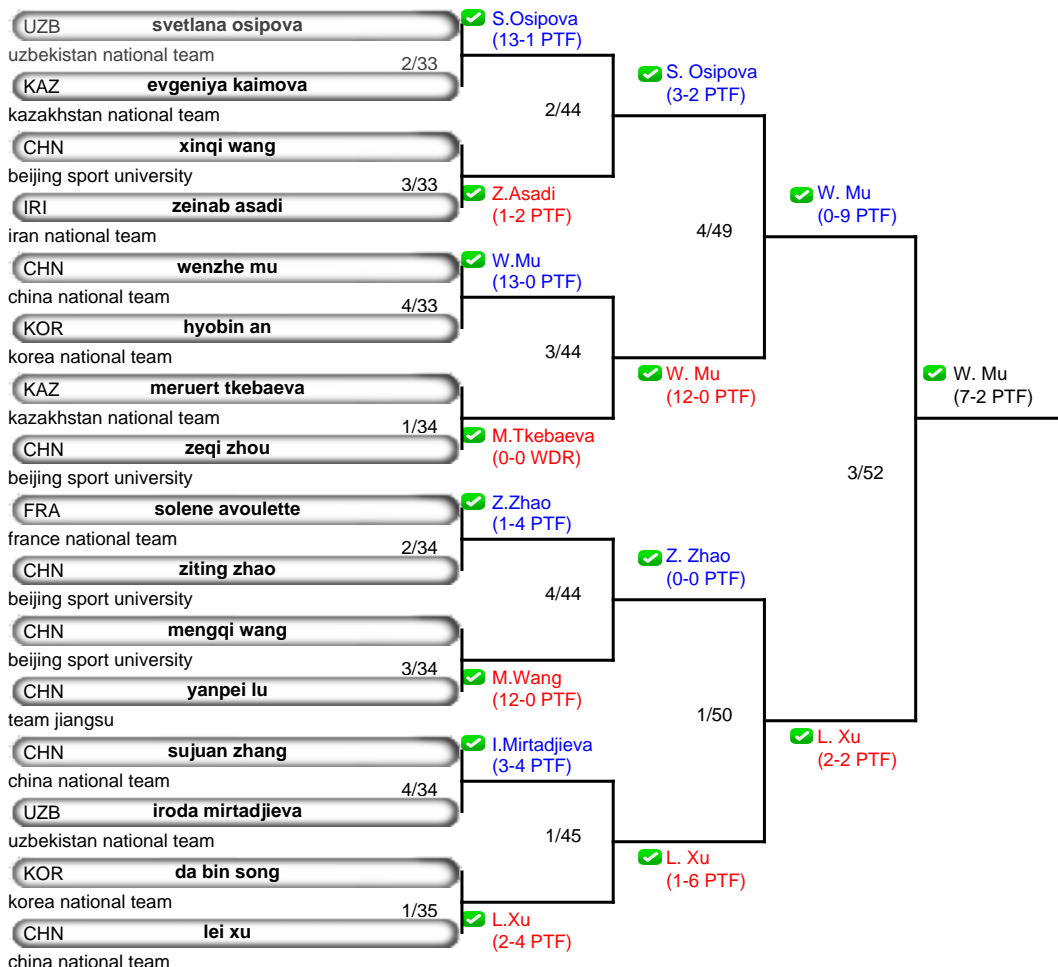 UZB svetlana osipova
uzbekistan national team
2/33
KAZ evgeniya kaimova
kazakhstan national team
CHN xinqi wang
beijing sport university
3/33
IRI zeinab asadi
iran national team
CHN wenzhe mu
china national team
4/33
KOR hyobin an
korea national team
KAZ meruert tkebaeva
kazakhstan national team
1/34
CHN zeqi zhou
beijing sport university
FRA solene avoulette
france national team
2/34
CHN ziting zhao
beijing sport university
CHN mengqi wang
beijing sport university
3/34
CHN yanpei lu
team jiangsu
CHN sujuan zhang
china national team
4/34
UZB iroda mirtadjieva
uzbekistan national team
KOR da bin song
korea national team
1/35
CHN lei xu
china national team
S.Osipova
(13-1 PTF)
2/44
Z.Asadi
(1-2 PTF)
W.Mu
(13-0 PTF)
3/44
M.Tkebaeva
(0-0 WDR)
Z.Zhao
(1-4 PTF)
4/44
M.Wang
(12-0 PTF)
I.Mirtadjieva
(3-4 PTF)
1/45
L.Xu
(2-4 PTF)
S. Osipova
(3-2 PTF)
4/49
W. Mu
(12-0 PTF)
Z. Zhao
(0-0 PTF)
1/50
L. Xu
(1-6 PTF)
W. Mu
(0-9 PTF)
3/52
L. Xu
(2-2 PTF)
W. Mu
(7-2 PTF)